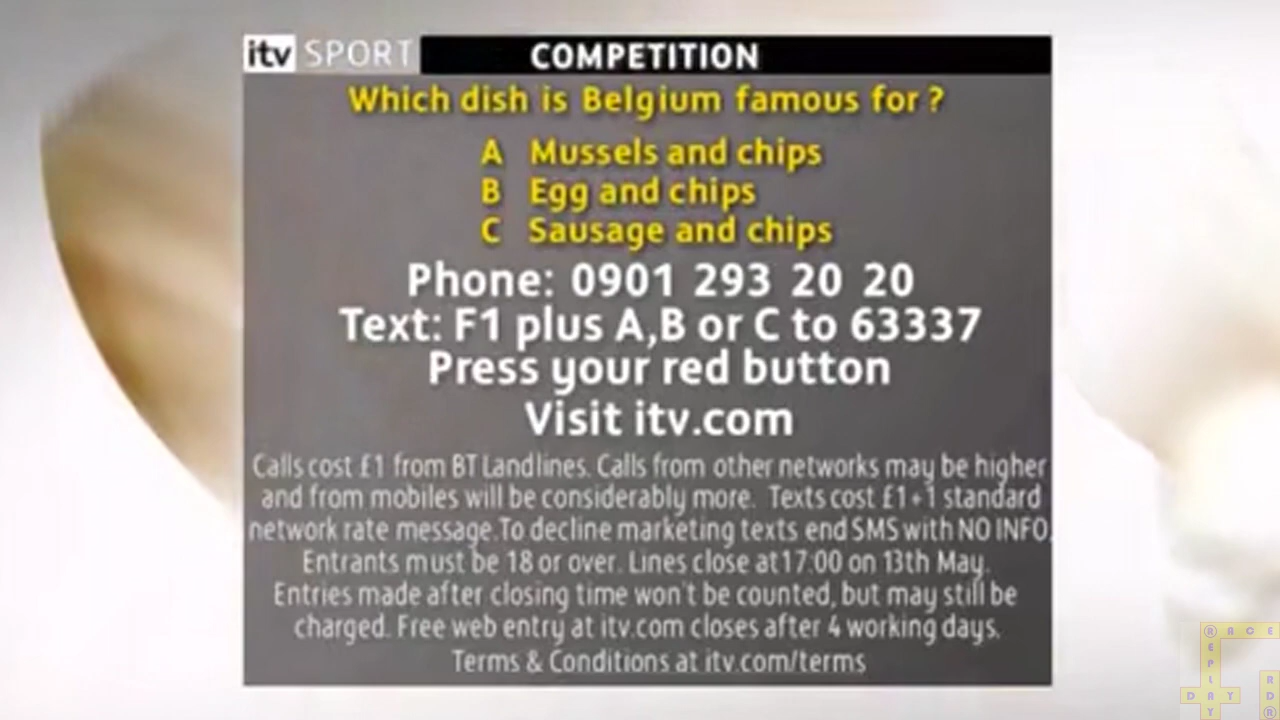 itv SPORT COMPETITION
Which dish is Belgium famous for ?
A Mussels and chips
B Egg and chips
C Sausage and chips
Phone: 0901 293 20 20
Text: F1 plus A,B or C to 63337
Press your red button
Visit itv.com
Calls cost £1 from BT Landlines. Calls from other networks may be higher
and from mobiles will be considerably more. Texts cost £1+1 standard
network rate message.To decline marketing texts end SMS with NO INFO.
Entrants must be 18 or over. Lines close at 17:00 on 13th May.
Entries made after closing time won't be counted, but may still be
charged. Free web entry at itv.com closes after 4 working days.
Terms & Conditions at itv.com/terms
RACE
REPLAY
DAY
RDR